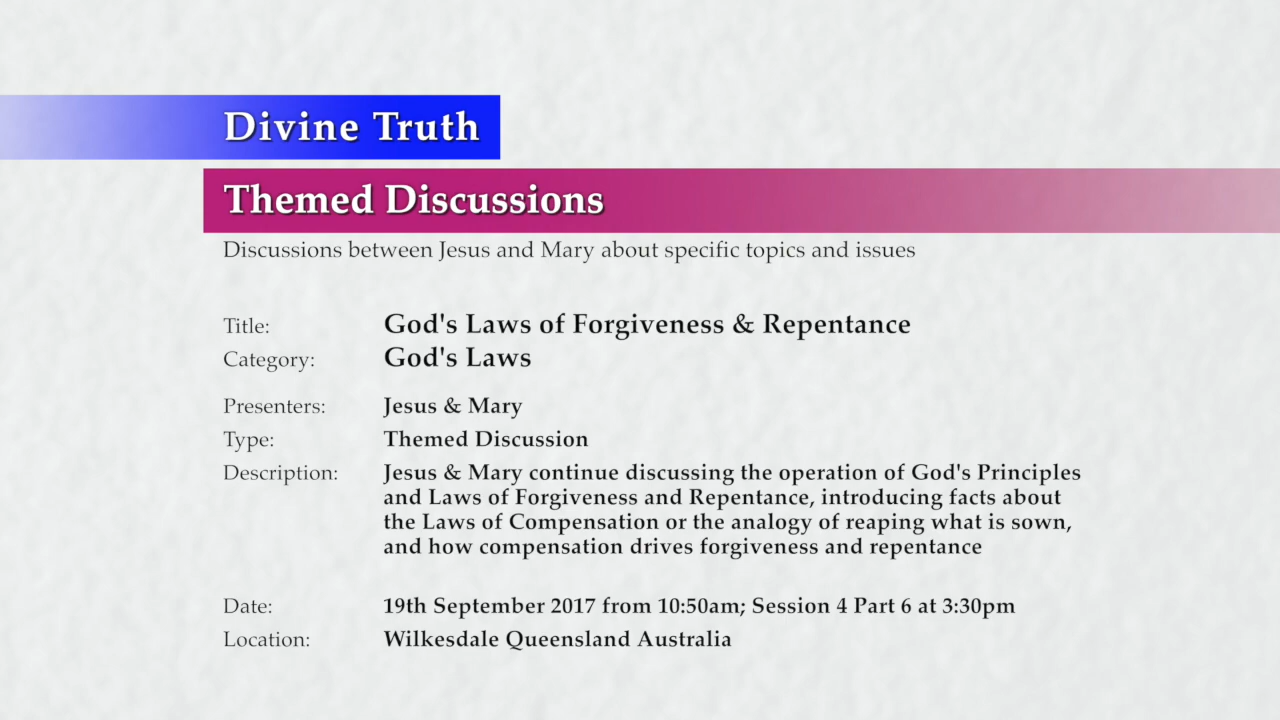 Divine Truth
Themed Discussions
Discussions between Jesus and Mary about specific topics and issues
Title: God's Laws of Forgiveness & Repentance
Category: God's Laws
Presenters: Jesus & Mary
Type: Themed Discussion
Description: Jesus & Mary continue discussing the operation of God's Principles
and Laws of Forgiveness and Repentance, introducing facts about
the Laws of Compensation or the analogy of reaping what is sown,
and how compensation drives forgiveness and repentance
Date: 19th September 2017 from 10:50am; Session 4 Part 6 at 3:30pm
Location: Wilkesdale Queensland Australia